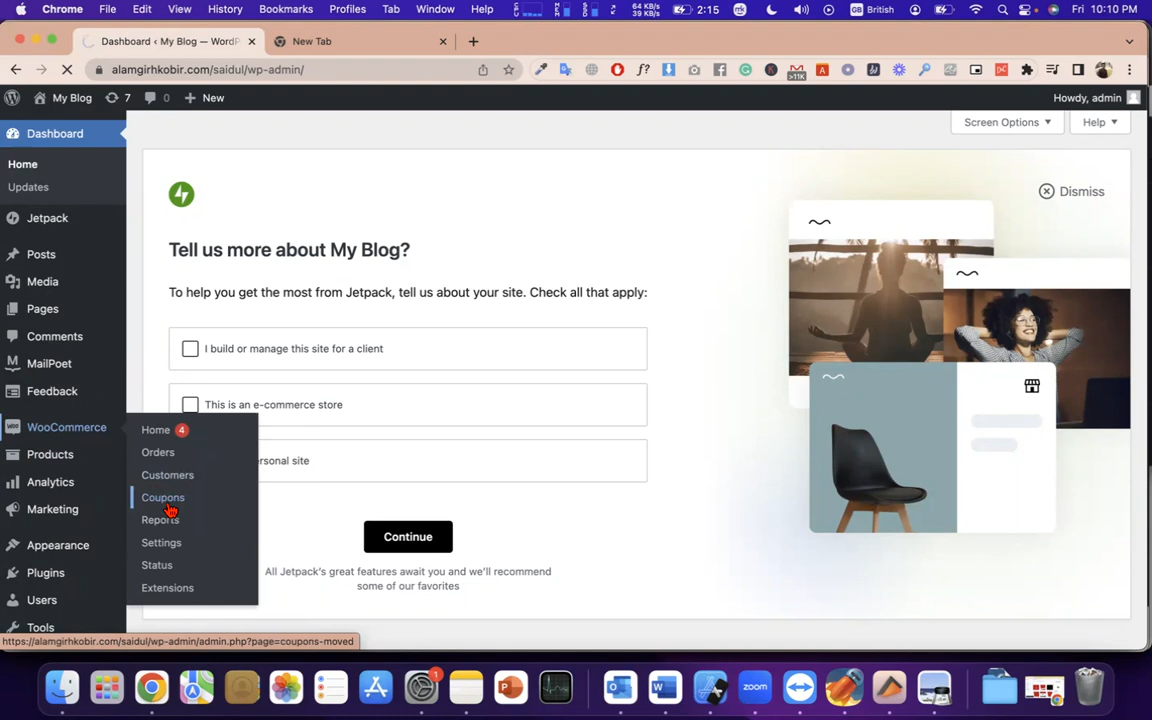 Chrome File Edit View History Bookmarks Profiles Tab Window Help 64 KB/s 39 KB/s 2:15 British Fri 10:10 PM
Dashboard ‹ My Blog — WordP New Tab
alamgirhkobir.com/saidul/wp-admin/
>11K
My Blog 7 0 New Howdy, admin
Dashboard
Screen Options Help
Home
Updates
Dismiss
Jetpack
Tell us more about My Blog?
Posts
Media
To help you get the most from Jetpack, tell us about your site. Check all that apply:
Pages
Comments
I build or manage this site for a client
MailPoet
Feedback
This is an e-commerce store
WooCommerce
Home 4
Orders
Products
ersonal site
Customers
Analytics
Coupons
Marketing
Reports
Continue
Settings
Appearance
Status
Plugins
All Jetpack's great features await you and we'll recommend
some of our favorites
Extensions
Users
Tools
https://alamgirhkobir.com/saidul/wp-admin/admin.php?page=coupons-moved
1
zoom